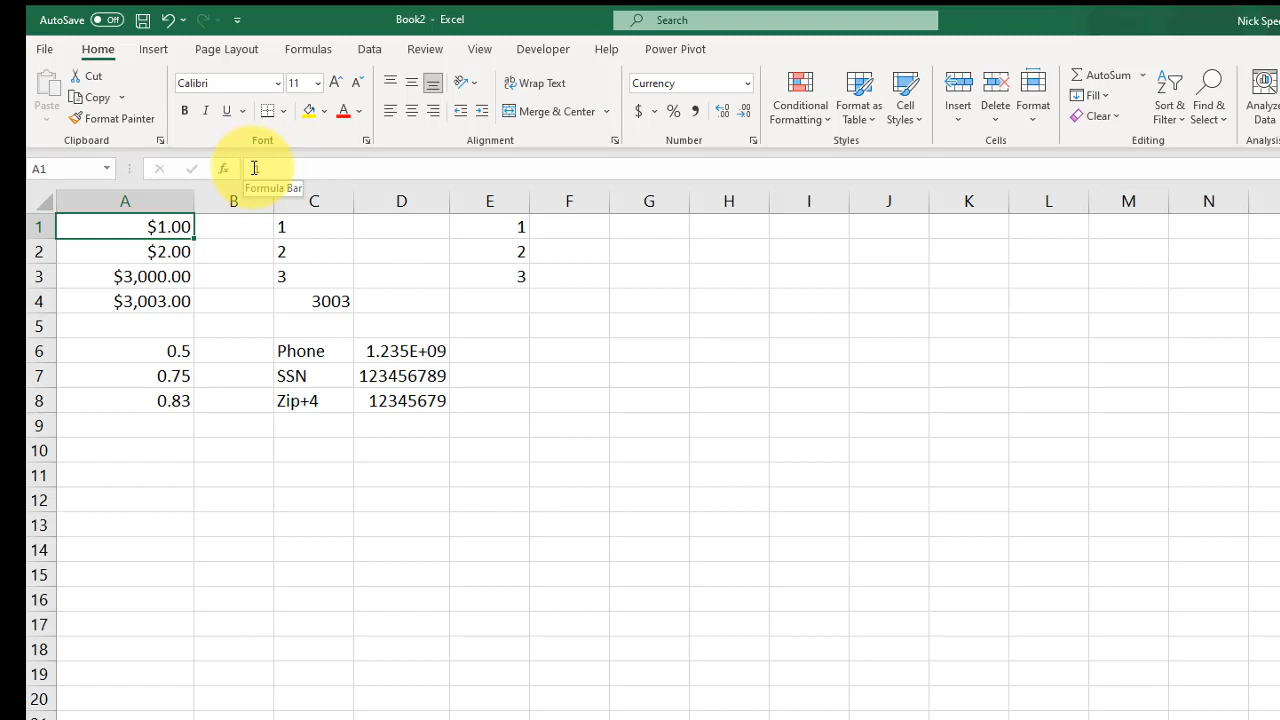 AutoSave Off Book2 - Excel Search Nick Spe
File Home Insert Page Layout Formulas Data Review View Developer Help Power Pivot
Paste Cut Copy Format Painter
Calibri 11
B I U A
ab Wrap Text
Merge & Center
Currency
$ % ,
Conditional Formatting
Format as Table
Cell Styles
Insert Delete Format
AutoSum
Fill
Clear
Sort & Filter
Find & Select
Analyze Data
Clipboard Font Alignment Number Styles Cells Editing Analysis
A1 fx 1
Formula Bar
A B C D E F G H I J K L M N
1 $1.00 1 1
2 $2.00 2 2
3 $3,000.00 3 3
4 $3,003.00 3003
5
6 0.5 Phone 1.235E+09
7 0.75 SSN 123456789
8 0.83 Zip+4 12345679
9
10
11
12
13
14
15
16
17
18
19
20